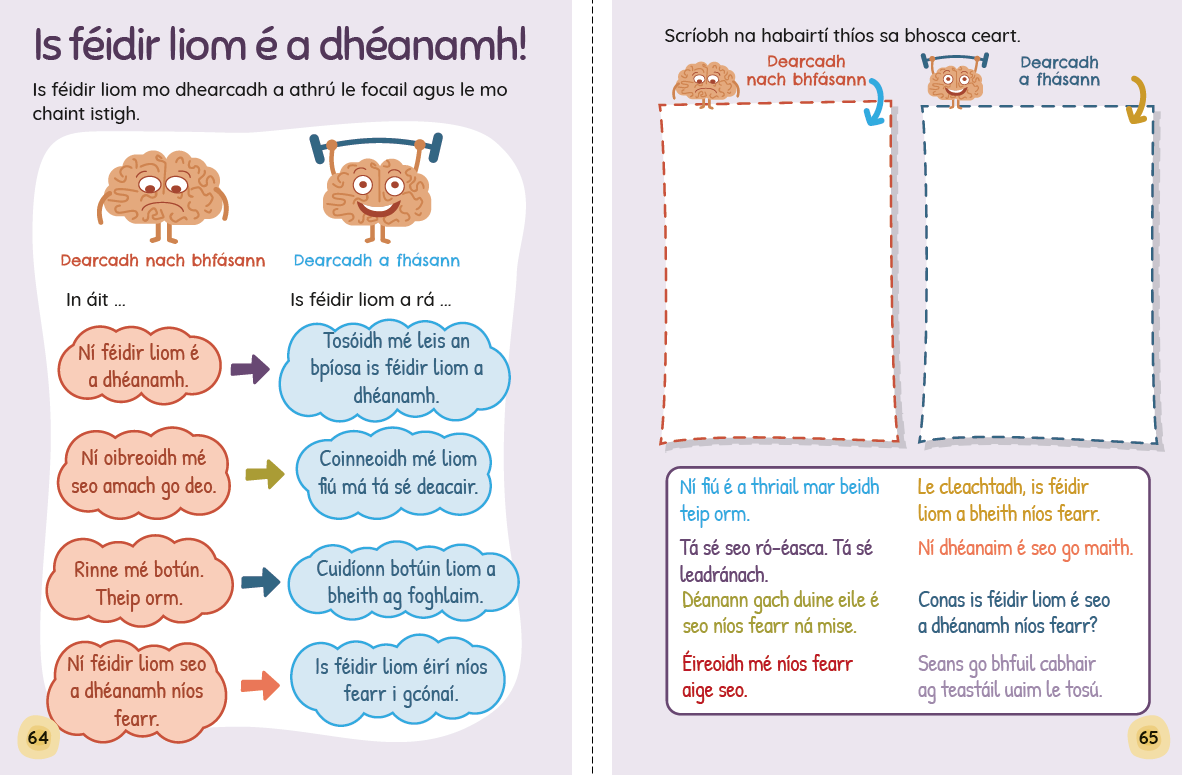 Is féidir liom é a dhéanamh!
Is féidir liom mo dhearcadh a athrú le focail agus le mo
chaint istigh.
Dearcadh nach bhfásann
Dearcadh a fhásann
In áit ...
Is féidir liom a rá ...
Ní féidir liom é
a dhéanamh.
Tosóidh mé leis an
bpíosa is féidir liom a
dhéanamh.
Ní oibreoidh mé
seo amach go deo.
Coinneoidh mé liom
fiú má tá sé deacair.
Rinne mé botún.
Theip orm.
Cuidíonn botúin liom a
bheith ag foghlaim.
Ní féidir liom seo
a dhéanamh níos
fearr.
Is féidir liom éirí níos
fearr i gcónaí.
64
Scríobh na habairtí thíos sa bhosca ceart.
Dearcadh
nach bhfásann
Dearcadh
a fhásann
Ní fiú é a thriail mar beidh
teip orm.
Le cleachtadh, is féidir
liom a bheith níos fearr.
Tá sé seo ró-éasca. Tá sé
leadránach.
Ní dhéanaim é seo go maith.
Déanann gach duine eile é
seo níos fearr ná mise.
Conas is féidir liom é seo
a dhéanamh níos fearr?
Éireoidh mé níos fearr
aige seo.
Seans go bhfuil cabhair
ag teastáil uaim le tosú.
65